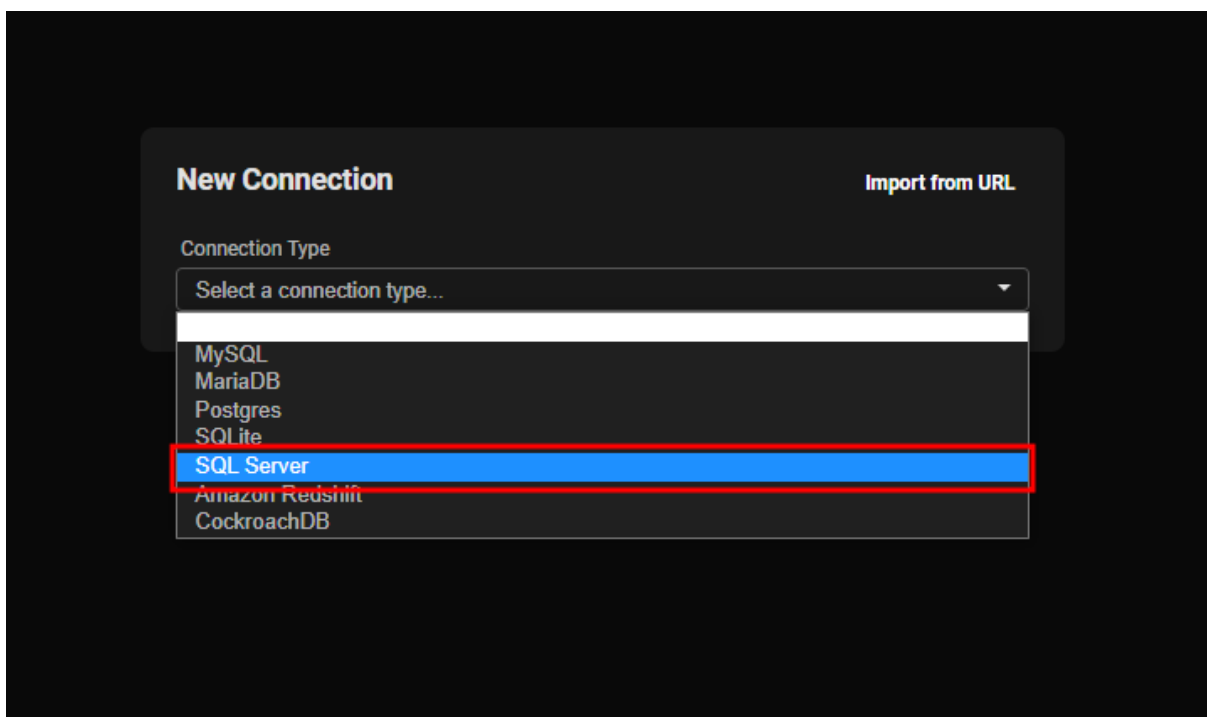 New Connection
Import from URL
Connection Type
Select a connection type...
MySQL
MariaDB
Postgres
SQLite
SQL Server
Amazon Redshift
CockroachDB